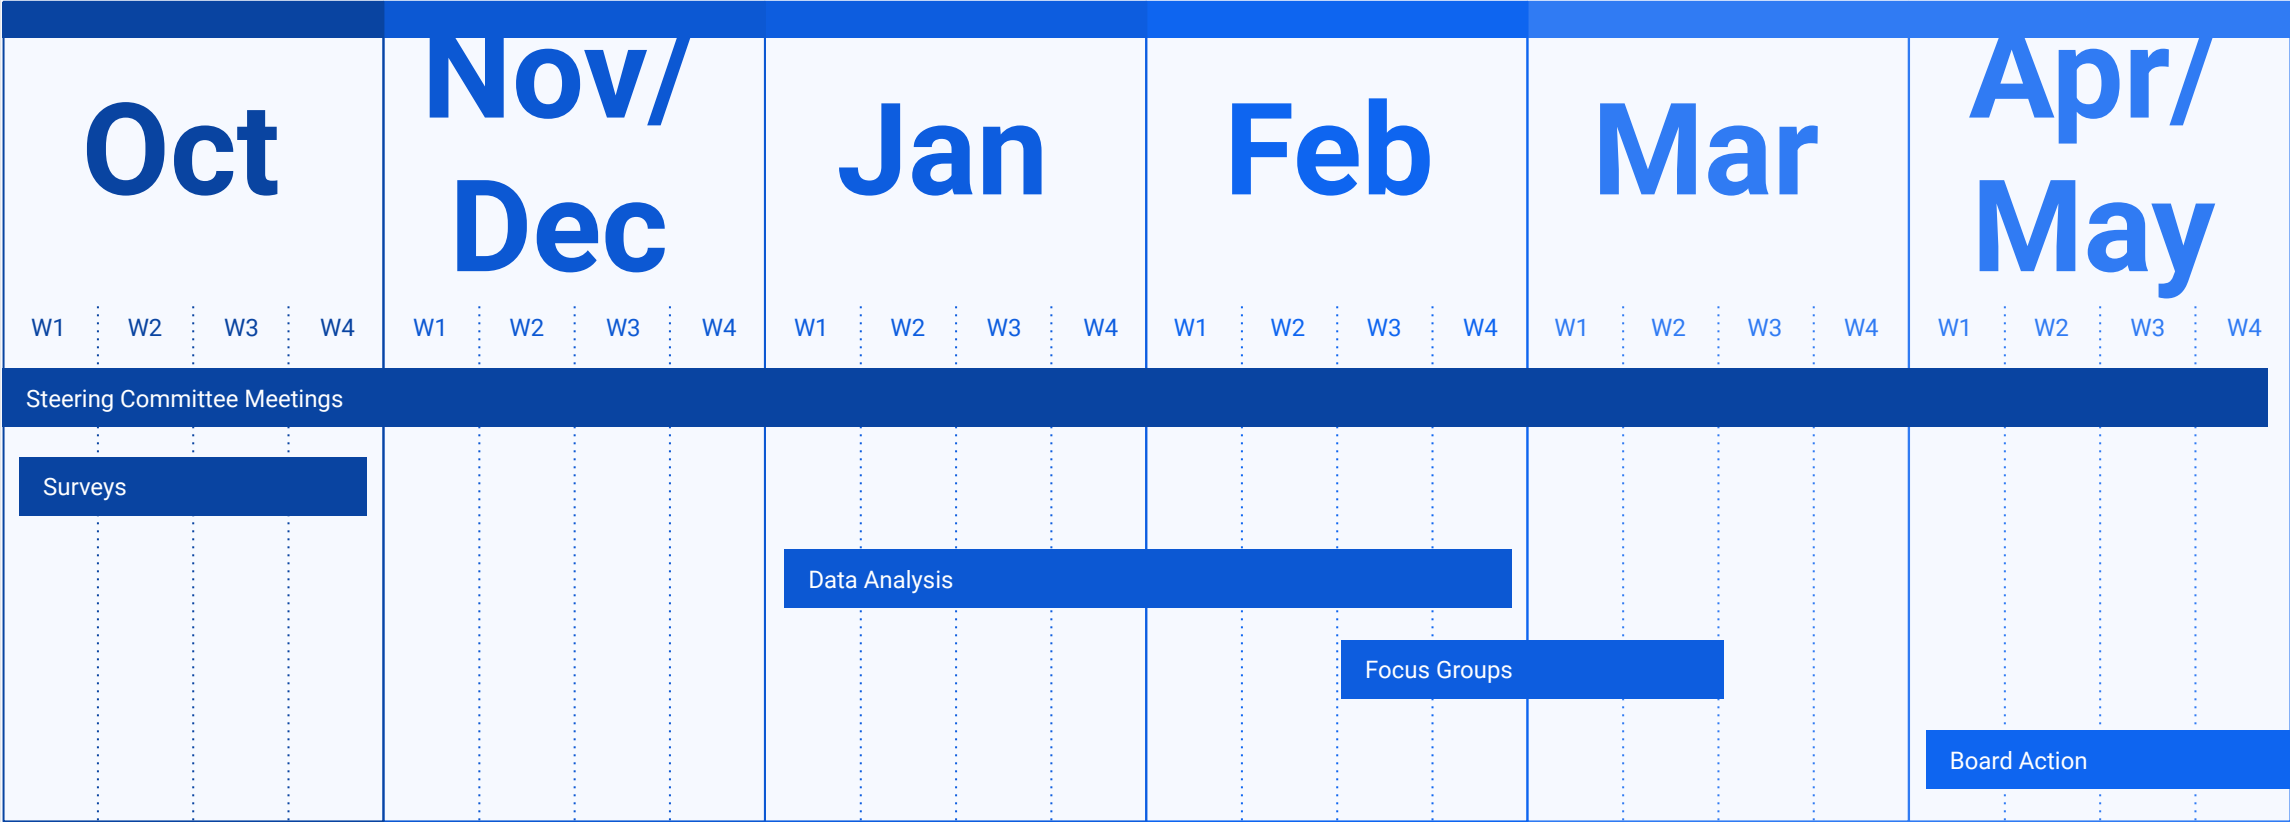 Oct
Nov/
Dec
Jan
Feb
Mar
Apr/
May
W1 W2 W3 W4 W1 W2 W3 W4 W1 W2 W3 W4 W1 W2 W3 W4 W1 W2 W3 W4 W1 W2 W3 W4
Steering Committee Meetings
Surveys
Data Analysis
Focus Groups
Board Action